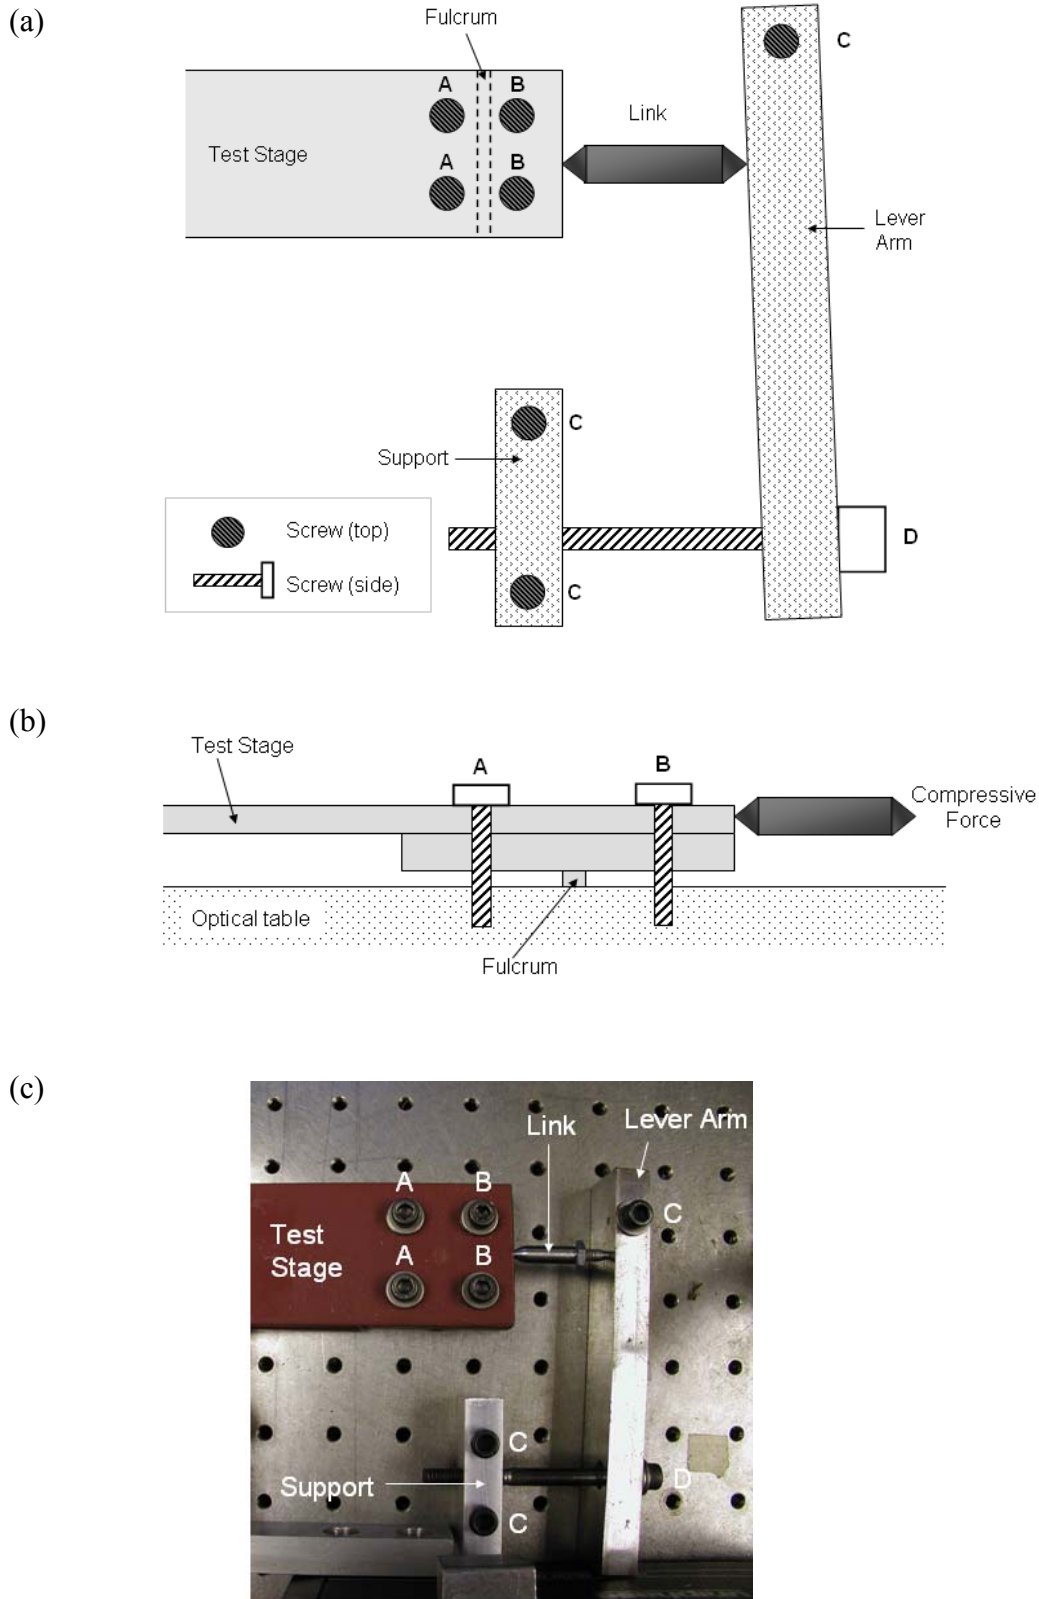 (a)
Fulcrum
C
A
B
Link
Test Stage
A
B
Lever
Arm
C
Support
D
Screw (top)
C
Screw (side)
(b)
Test Stage
A
B
Compressive
Force
Optical table
Fulcrum
(c)
Link
Lever Arm
A
B
C
Test
Stage
A
B
C
Support
D
C